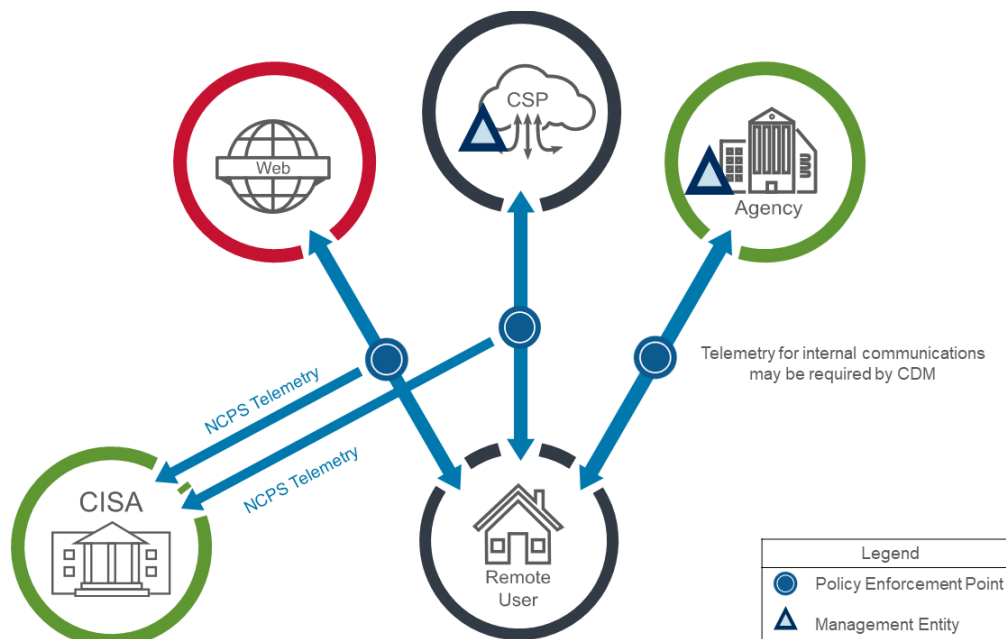 CSP
Web
Agency
Telemetry for internal communications
may be required by CDM
NCPS Telemetry
NCPS Telemetry
CISA
Remote
User
Legend
Policy Enforcement Point
Management Entity